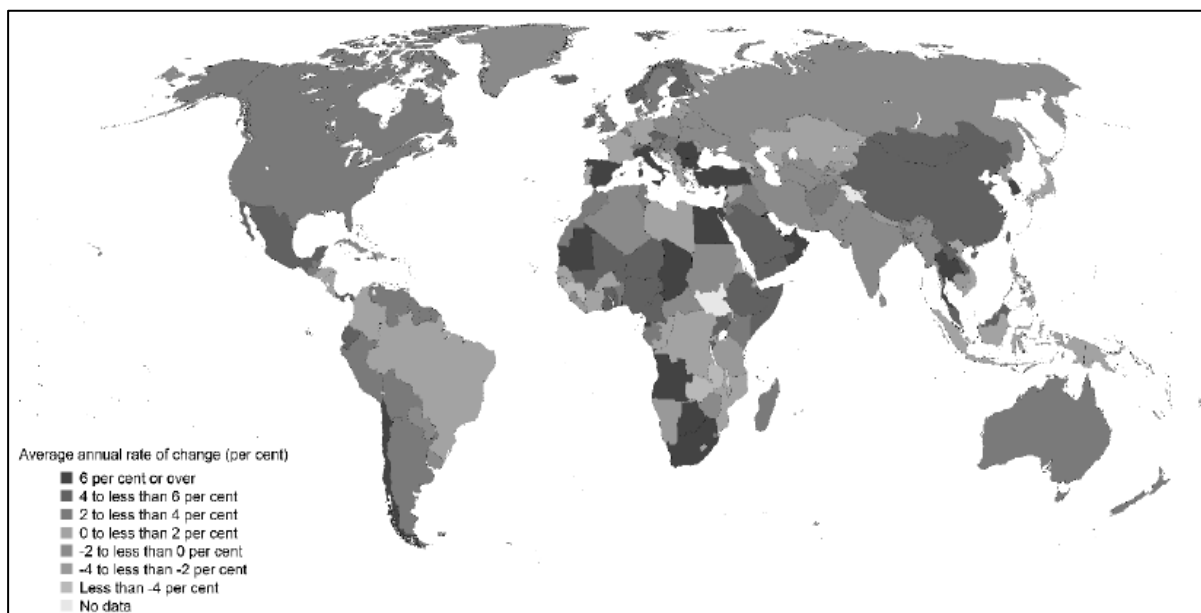 Average annual rate of change (per cent)
6 per cent or over
4 to less than 6 per cent
2 to less than 4 per cent
0 to less than 2 per cent
-2 to less than 0 per cent
-4 to less than -2 per cent
Less than -4 per cent
No data